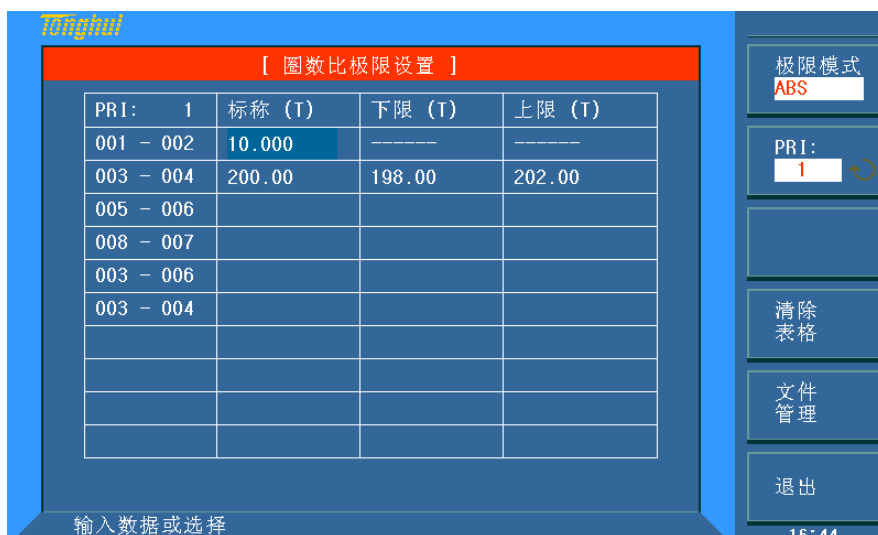 Tonghui
[ 圈数比极限设置 ]
PRI: 1 标称 (T) 下限 (T) 上限 (T)
001 - 002 10.000 ------ ------
003 - 004 200.00 198.00 202.00
005 - 006
008 - 007
003 - 006
003 - 004
输入数据或选择
极限模式
ABS
PRI:
1
清除
表格
文件
管理
退出
16:44